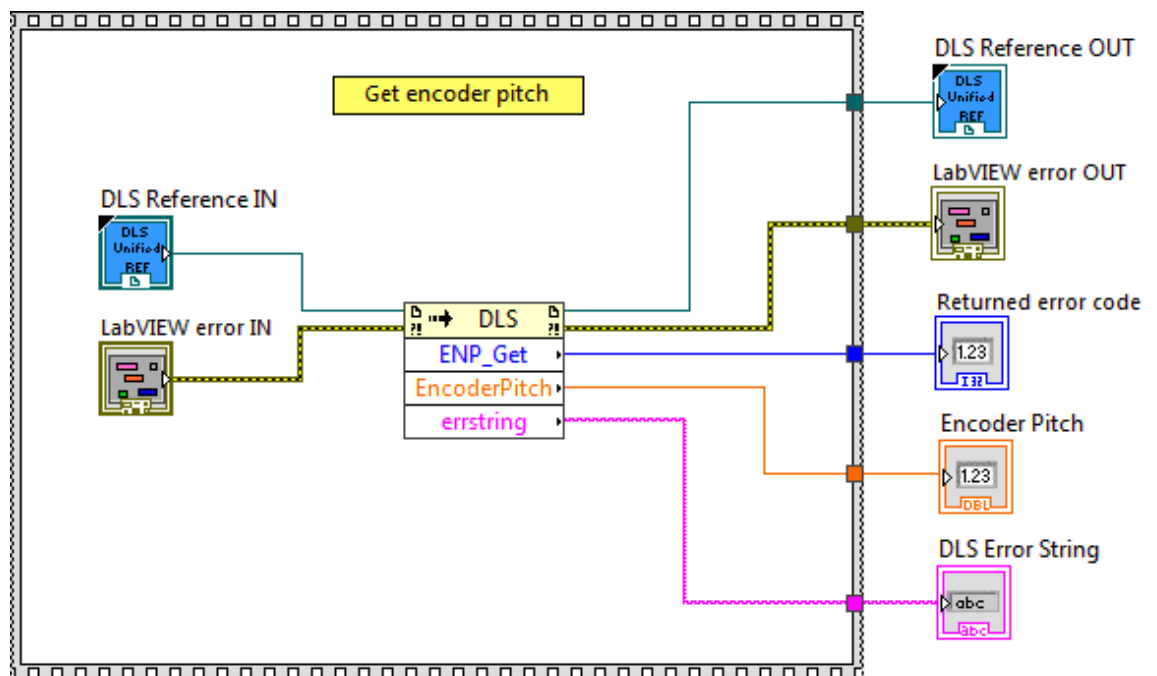 DLS Reference OUT
DLS
Unified
REF
Get encoder pitch
LabVIEW error OUT
DLS Reference IN
DLS
Unified
REF
Returned error code
1.23
I32
LabVIEW error IN
?! DLS ?!
ENP_Get
EncoderPitch
errstring
Encoder Pitch
1.23
DBL
DLS Error String
abc
abc